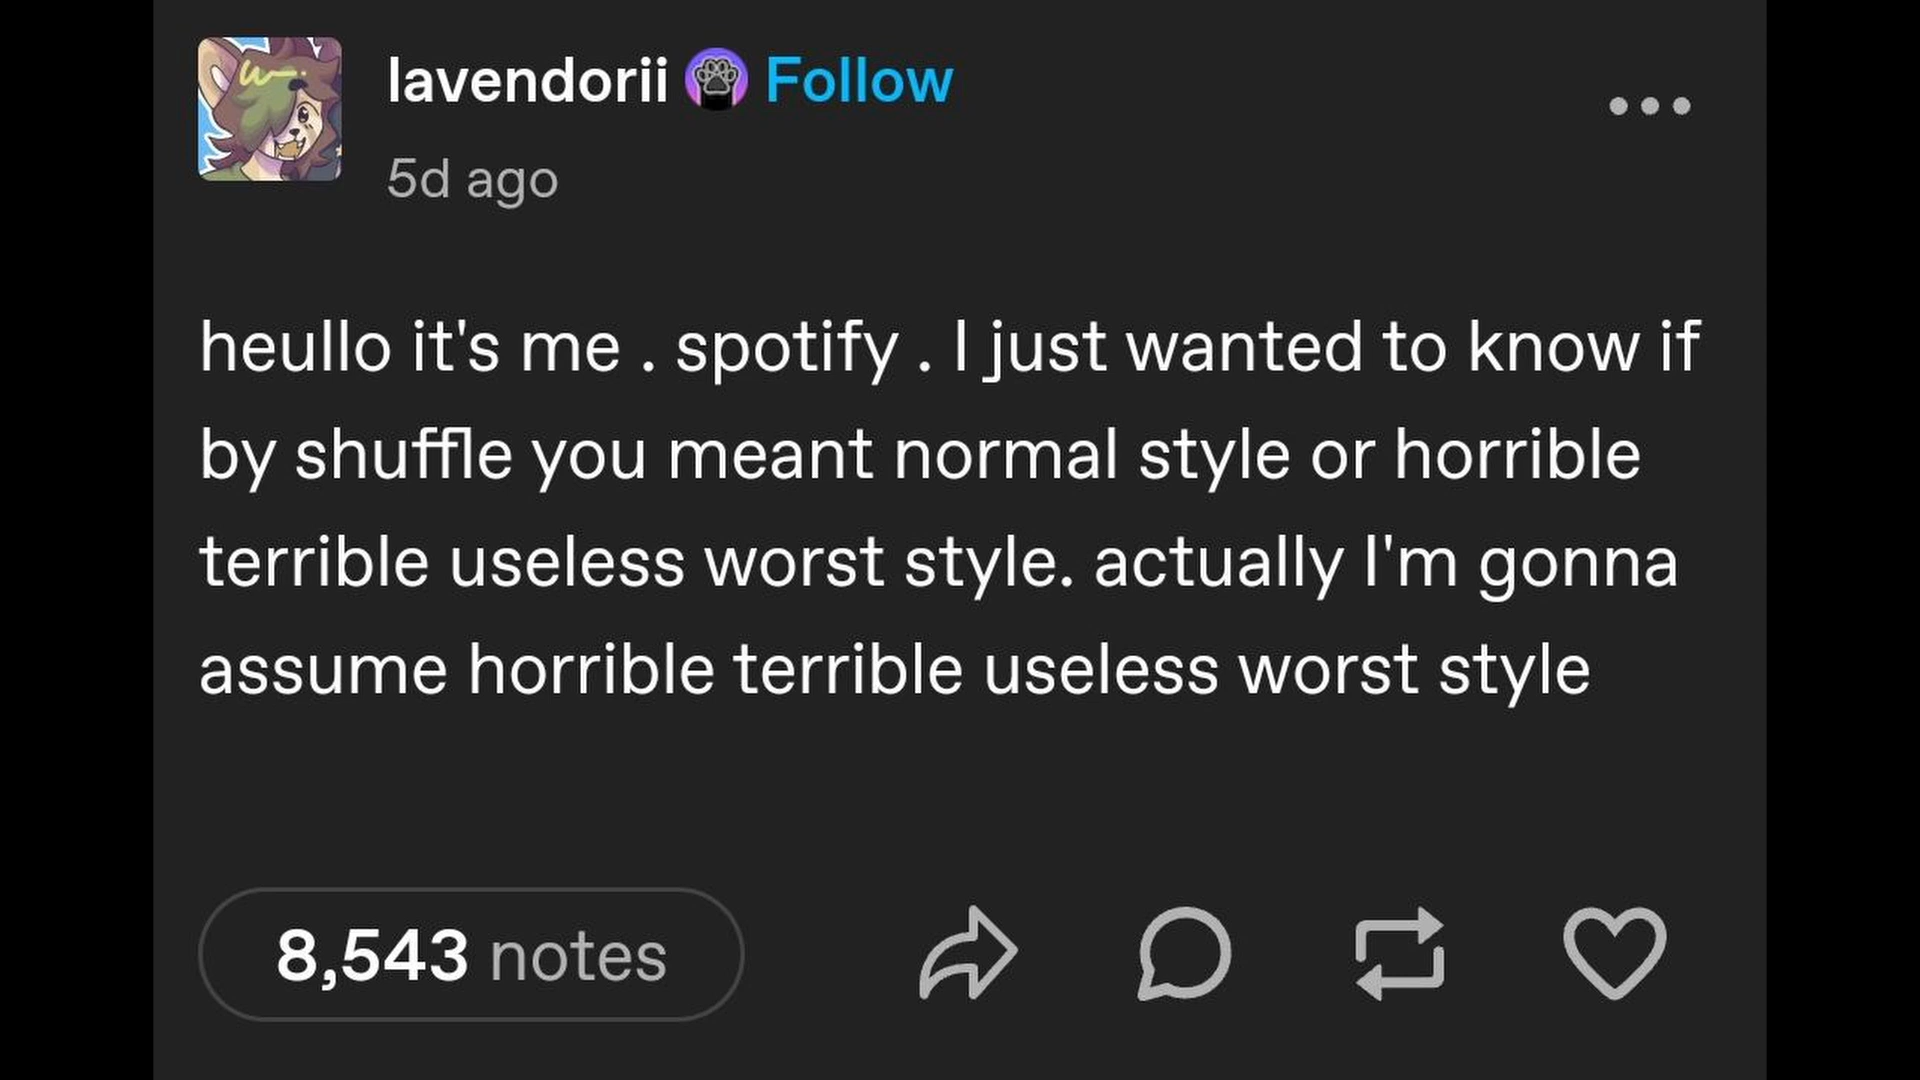 lavendorii Follow
5d ago
heullo it's me . spotify . I just wanted to know if
by shuffle you meant normal style or horrible
terrible useless worst style. actually I'm gonna
assume horrible terrible useless worst style
8,543 notes